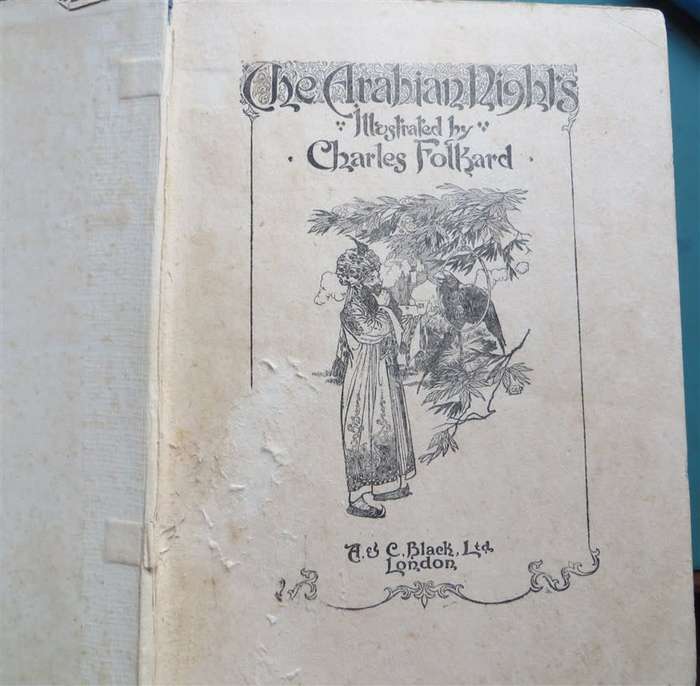 The Arabian Nights
Illustrated by
Charles Folkard
A. & C. Black, Ltd.
London